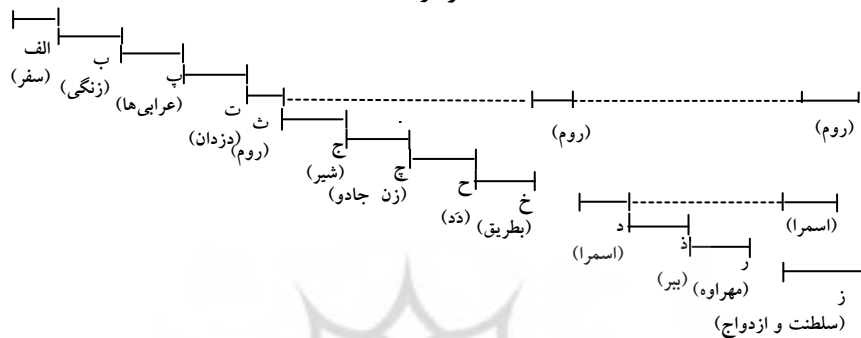 الف
(سفر)
ب
(زنگی)
پ
(عرابی‌ها)
ت
(دزدان)
ث
(روم)
(روم)
(روم)
ج
(شیر)
چ
(زن جادو)
ح
(دَد)
خ
(بطریق)
د
(اسمرا)
(اسمرا)
ذ
(ببر)
ر
(مهراوه)
ز
(سلطنت و ازدواج)